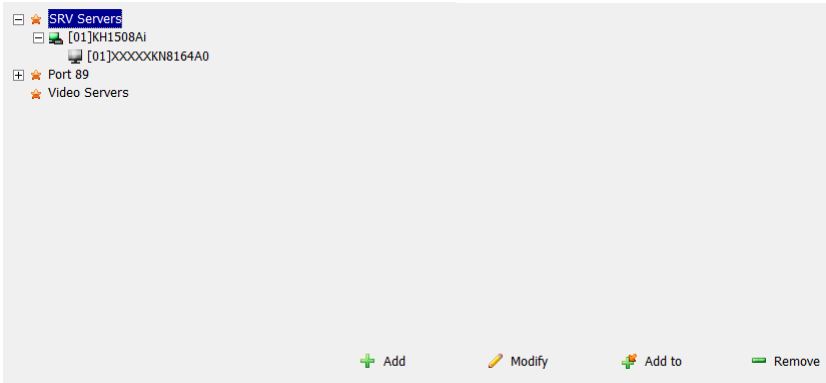 SRV Servers
[01]KH1508Ai
[01]XXXXXKN8164A0
Port 89
Video Servers
Add Modify Add to Remove